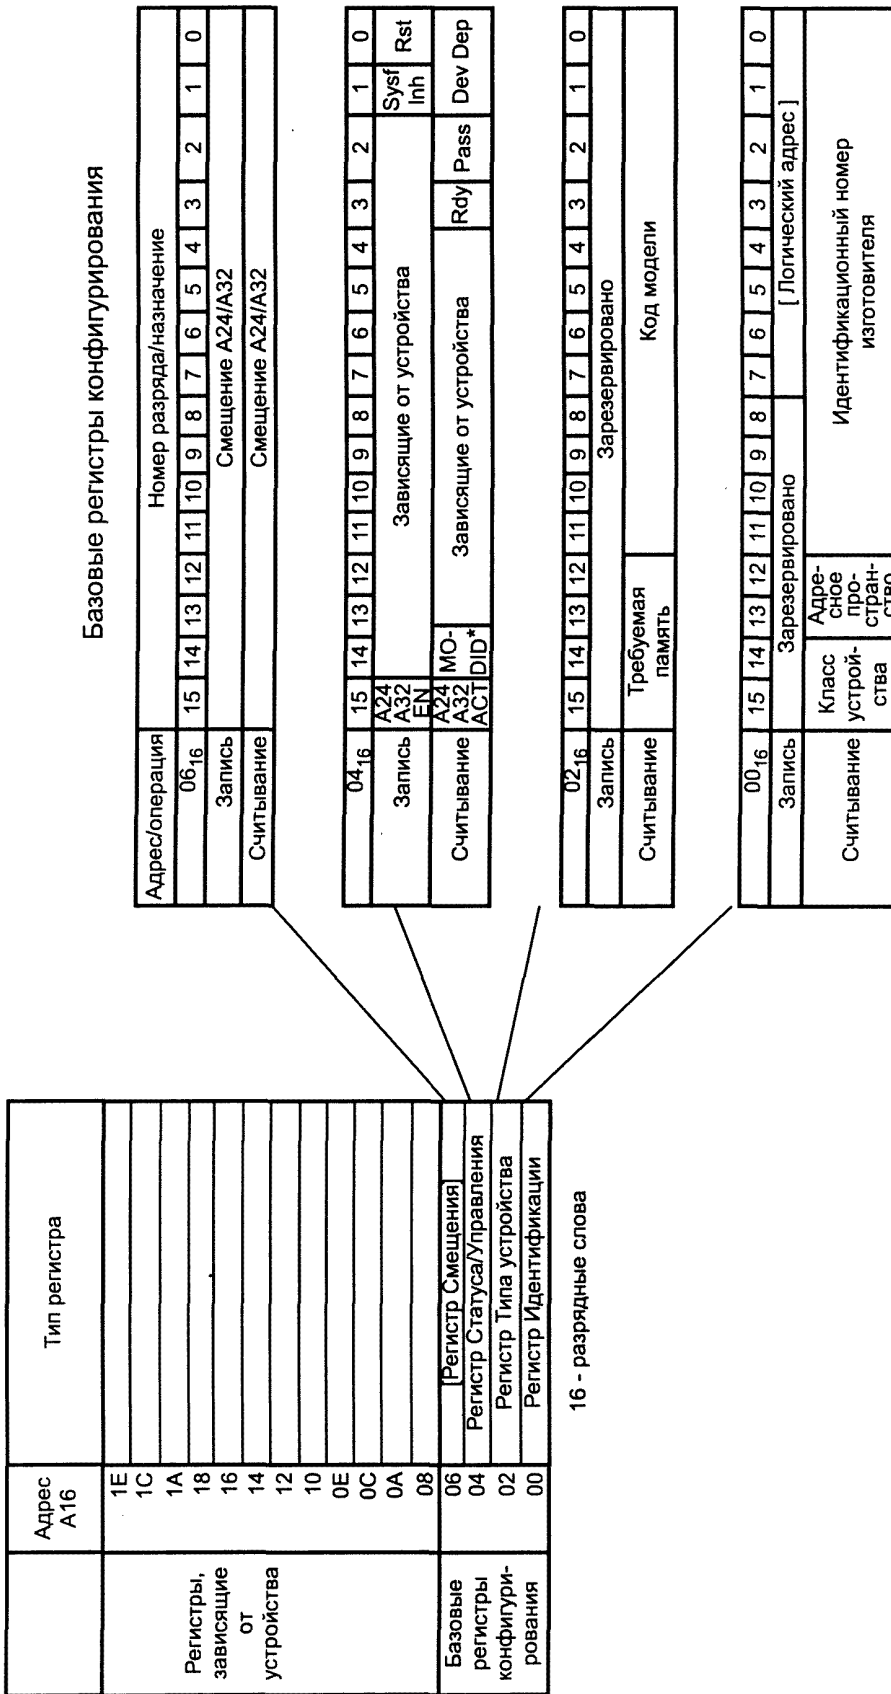 Базовые регистры конфигурирования
Тип регистра
Адрес
A16
1E
1C
1A
18
16
14
12
10
0E
0C
0A
08
Регистры,
зависящие
от
устройства
06 [Регистр Смещения]
04 Регистр Статуса/Управления
02 Регистр Типа устройства
00 Регистр Идентификации
Базовые
регистры
конфигури-
рования
16 - разрядные слова
Адрес/операция Номер разряда/назначение
06₁₆ 15 14 13 12 11 10 9 8 7 6 5 4 3 2 1 0
Запись Смещение A24/A32
Считывание Смещение A24/A32
04₁₆ 15 14 13 12 11 10 9 8 7 6 5 4 3 2 1 0
Запись
A24
A32
EN
Зависящие от устройства
Sysf
Inh
Rst
Считывание
A24
A32
ACT
MO-
DID*
Зависящие от устройства
Rdy Pass Dev Dep
02₁₆ 15 14 13 12 11 10 9 8 7 6 5 4 3 2 1 0
Запись Зарезервировано
Считывание
Требуемая
память
Код модели
00₁₆ 15 14 13 12 11 10 9 8 7 6 5 4 3 2 1 0
Запись Зарезервировано [ Логический адрес ]
Считывание
Класс
устрой-
ства
Адре-
сное
про-
стран-
ство
Идентификационный номер
изготовителя